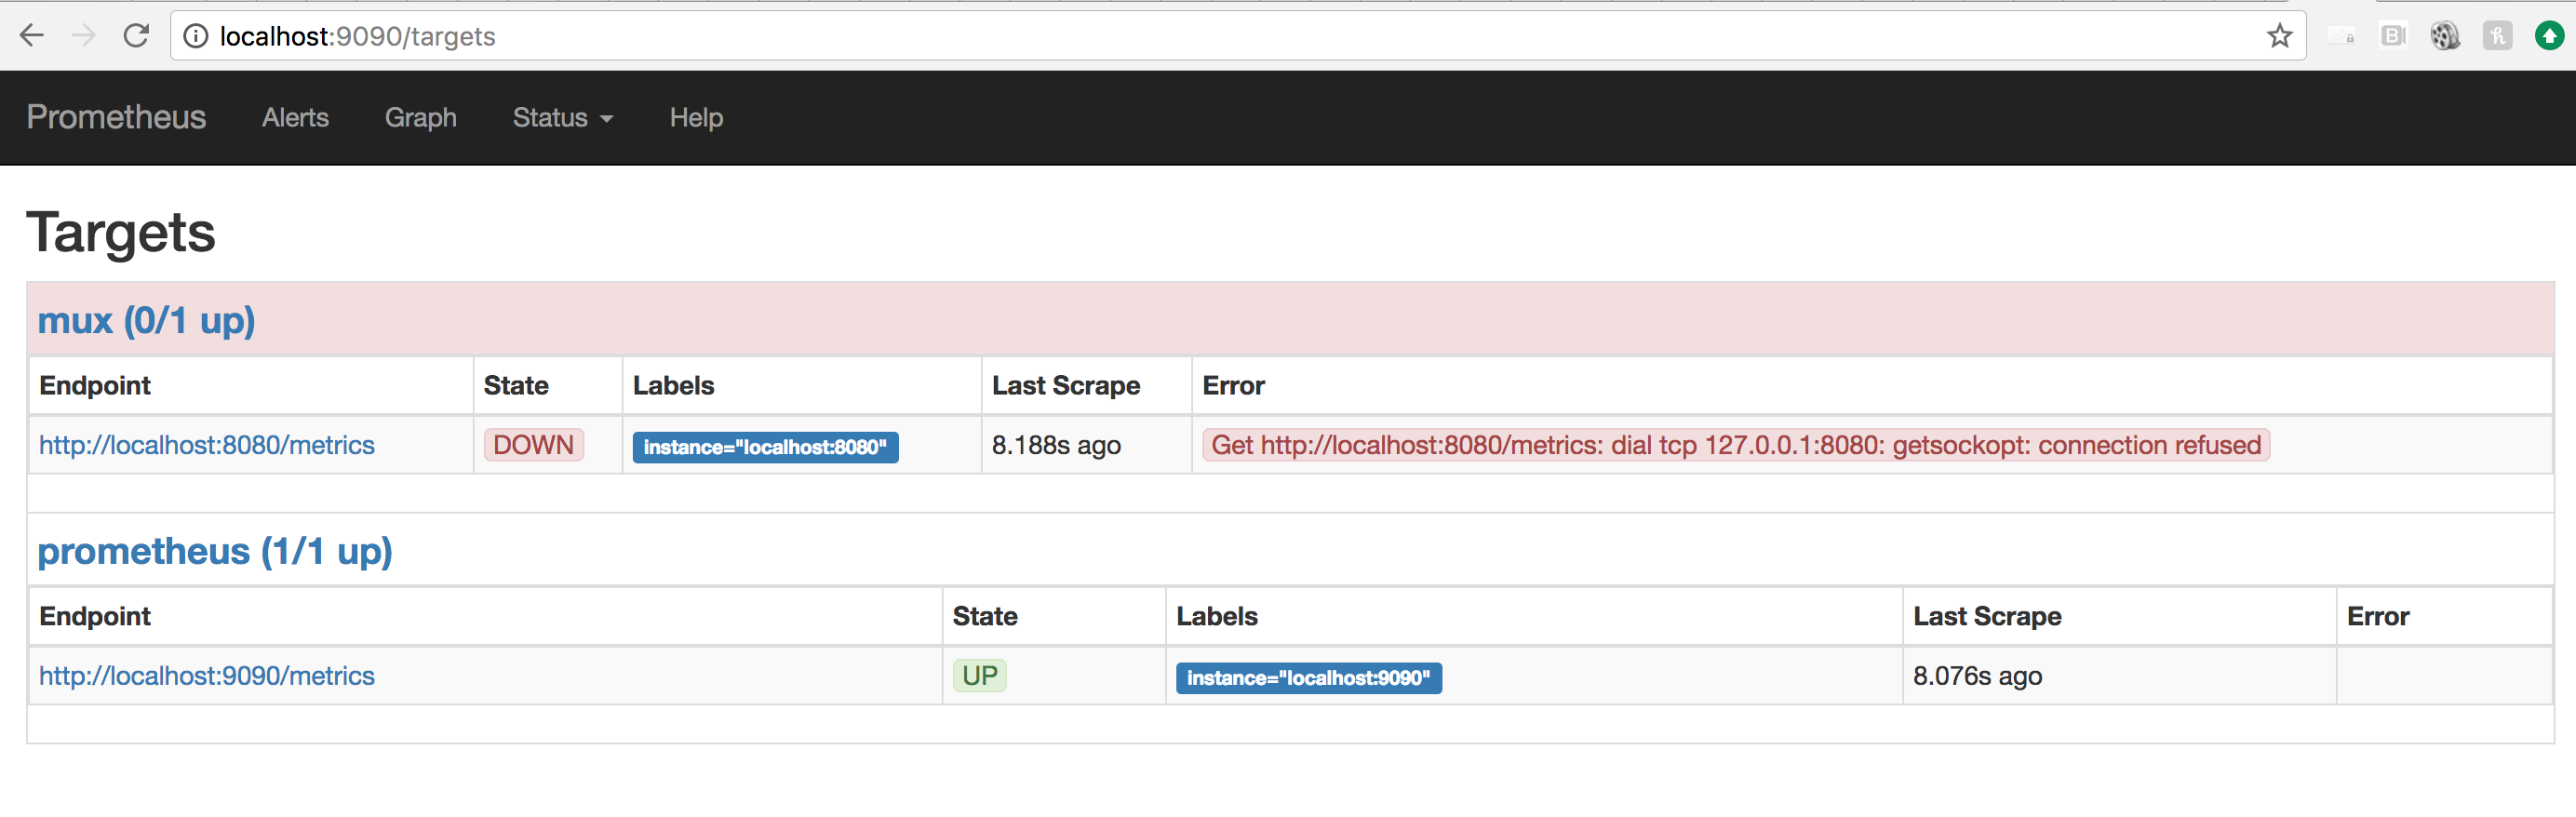 localhost:9090/targets
Prometheus Alerts Graph Status Help
Targets
mux (0/1 up)
Endpoint State Labels Last Scrape Error
http://localhost:8080/metrics DOWN instance="localhost:8080" 8.188s ago Get http://localhost:8080/metrics: dial tcp 127.0.0.1:8080: getsockopt: connection refused
prometheus (1/1 up)
Endpoint State Labels Last Scrape Error
http://localhost:9090/metrics UP instance="localhost:9090" 8.076s ago